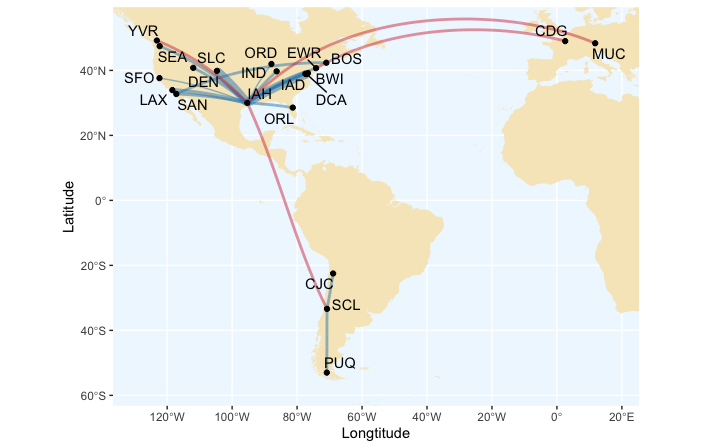 YVR
SEA
SLC
ORD
EWR
BOS
CDG
MUC
SFO
DEN
IND
IAD
BWI
DCA
LAX
SAN
IAH
ORL
CJC
SCL
PUQ
40°N
20°N
0°
20°S
40°S
60°S
Latitude
120°W
100°W
80°W
60°W
40°W
20°W
0°
20°E
Longtitude